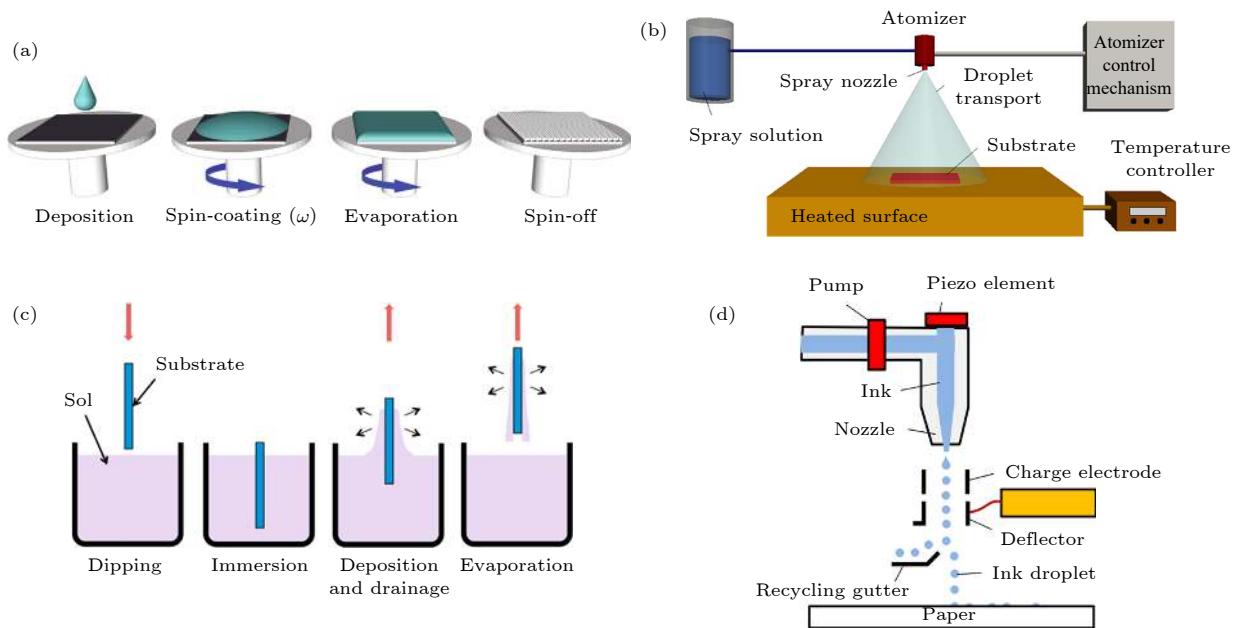 (a)
Deposition
Spin-coating (ω)
Evaporation
Spin-off
(b)
Atomizer
Spray nozzle
Droplet
transport
Atomizer
control
mechanism
Spray solution
Substrate
Temperature
controller
Heated surface
(c)
Substrate
Sol
Dipping
Immersion
Deposition
and drainage
Evaporation
(d)
Pump
Piezo element
Ink
Nozzle
Charge electrode
Deflector
Recycling gutter
Ink droplet
Paper